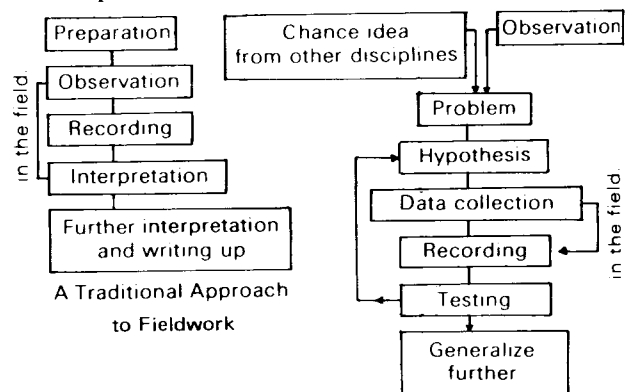 Preparation
Observation
Recording
Interpretation
in the field.
Further interpretation
and writing up
A Traditional Approach
to Fieldwork
Chance idea
from other disciplines
Observation
Problem
Hypothesis
Data collection
Recording
in the field.
Testing
Generalize
further